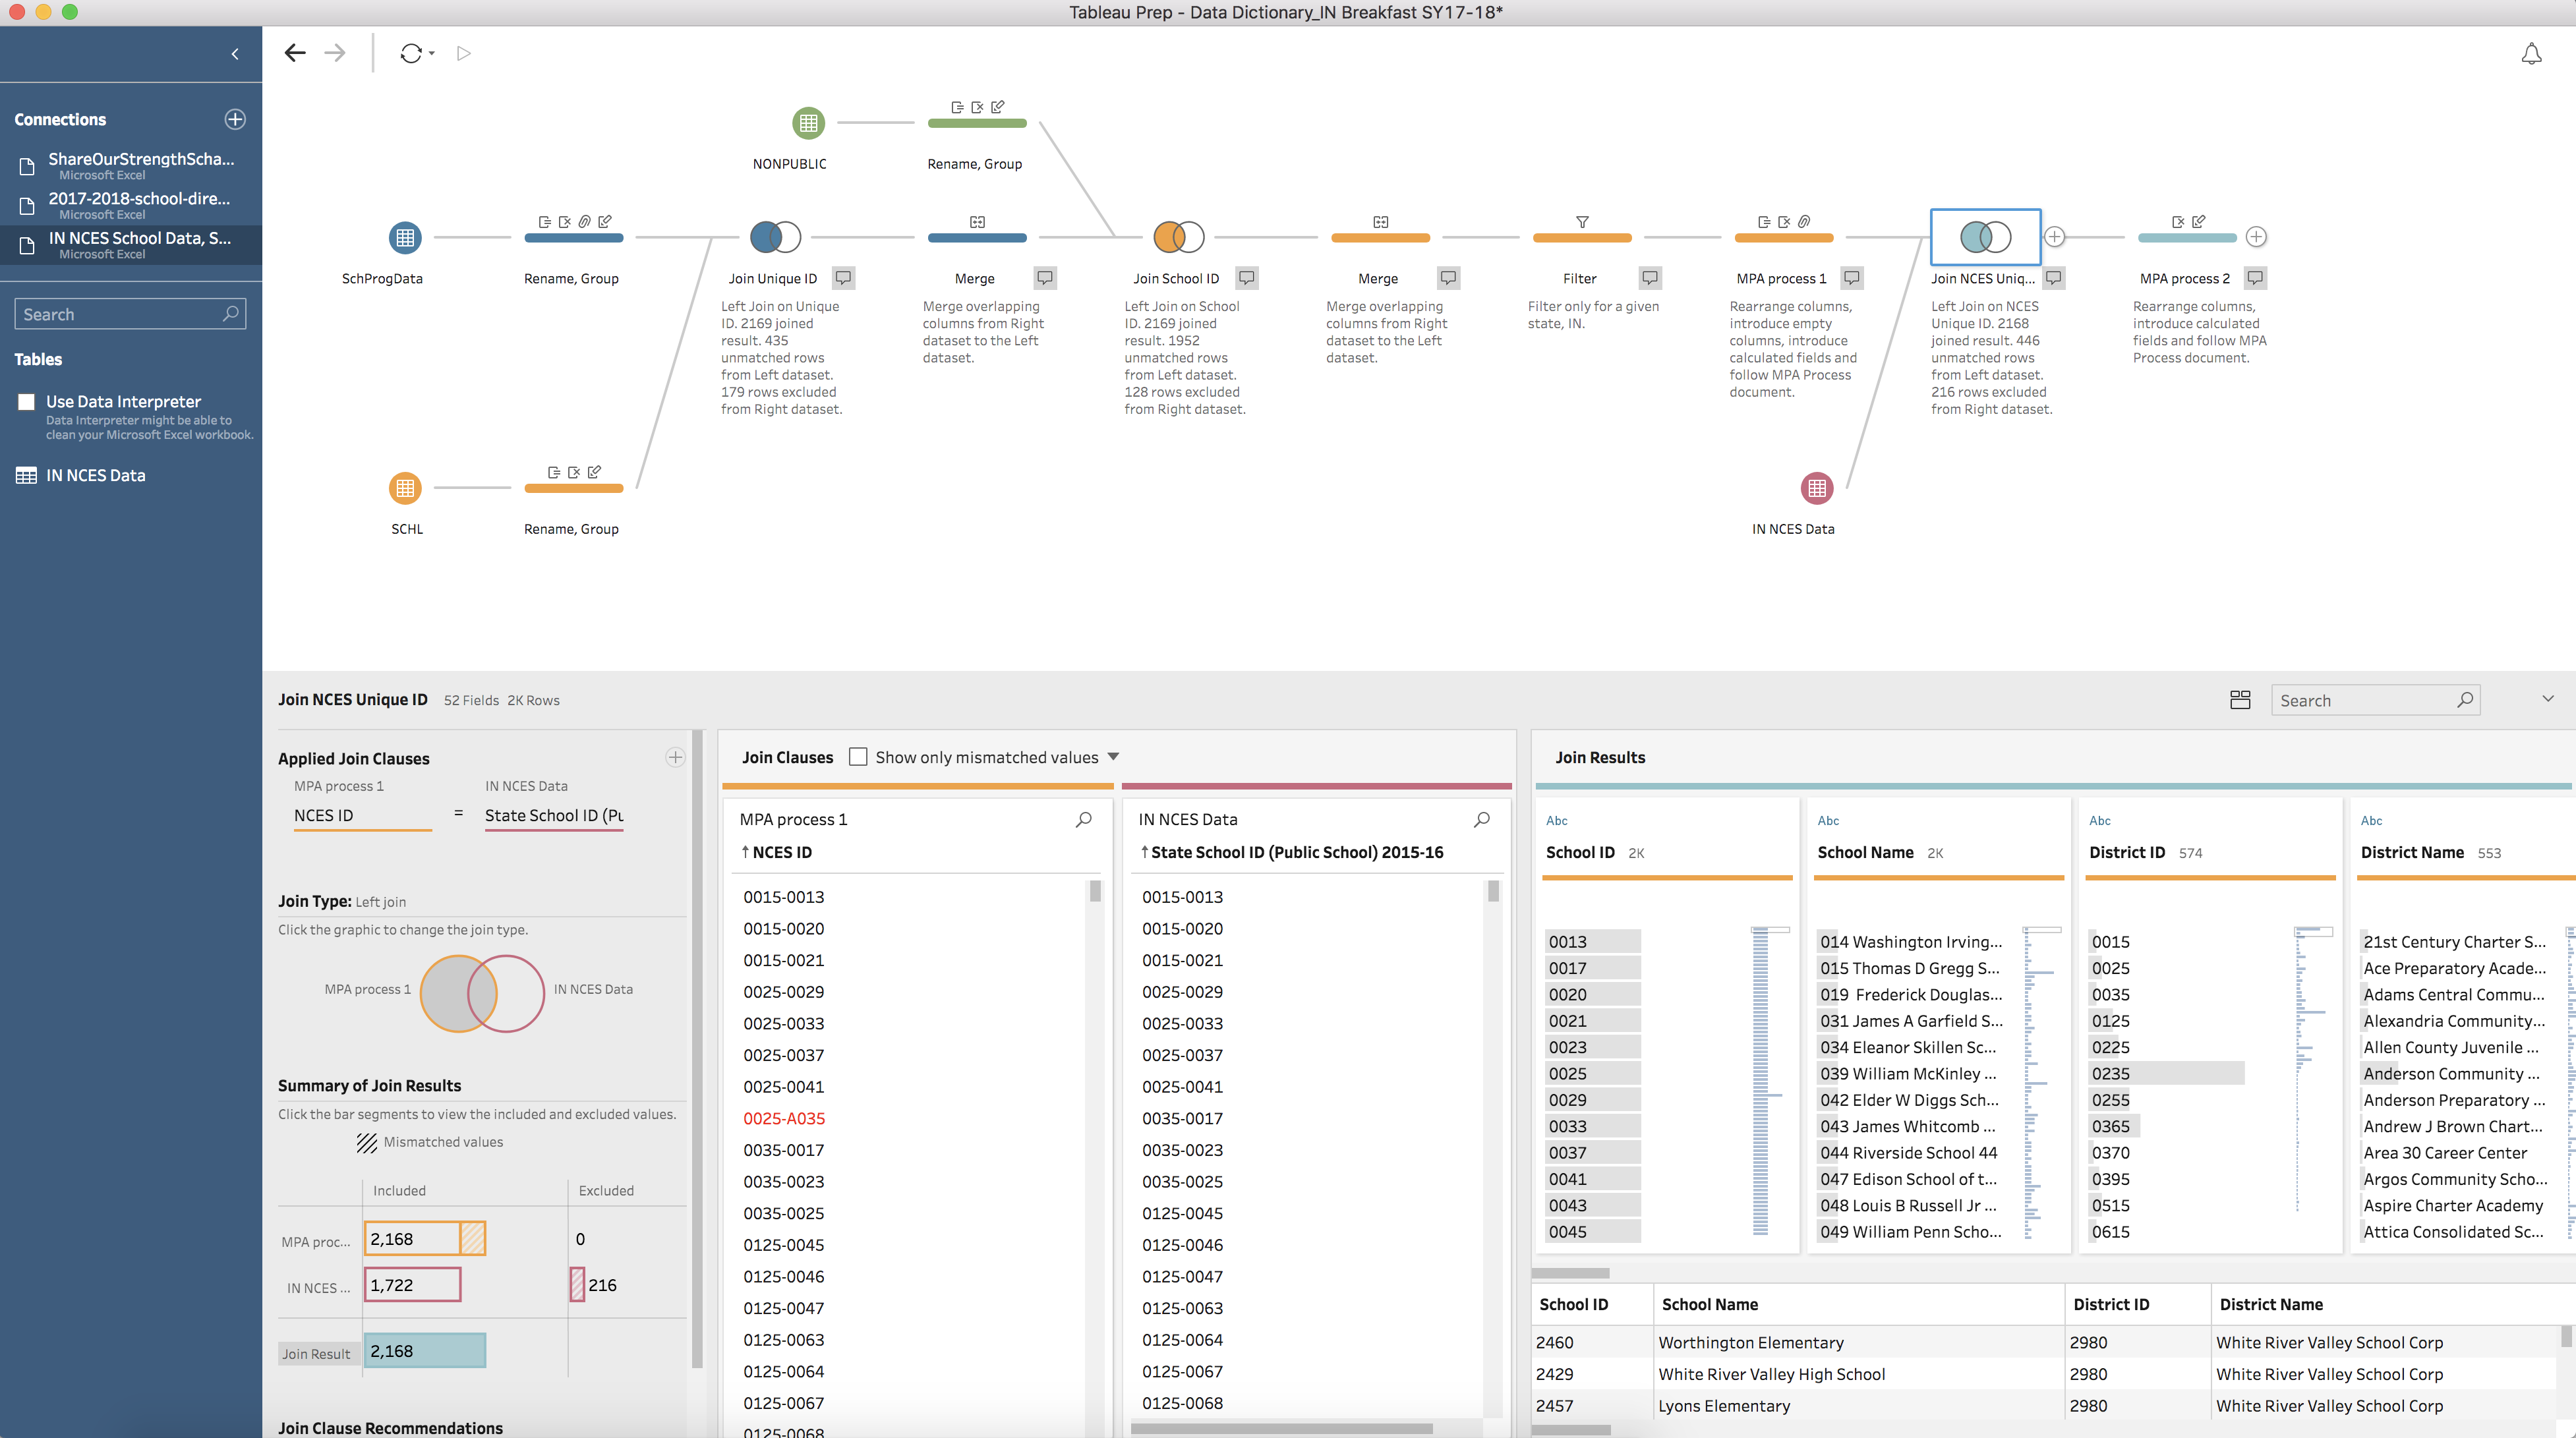 Tableau Prep - Data Dictionary_IN Breakfast SY17-18*
Connections
ShareOurStrengthScha...
Microsoft Excel
2017-2018-school-dire...
Microsoft Excel
IN NCES School Data, S...
Microsoft Excel
Search
Tables
Use Data Interpreter
Data Interpreter might be able to
clean your Microsoft Excel workbook.
IN NCES Data
NONPUBLIC
Rename, Group
SchProgData
Rename, Group
Join Unique ID
Left Join on Unique
ID. 2169 joined
result. 435
unmatched rows
from Left dataset.
179 rows excluded
from Right dataset.
Merge
Merge overlapping
columns from Right
dataset to the Left
dataset.
Join School ID
Left Join on School
ID. 2169 joined
result. 1952
unmatched rows
from Left dataset.
128 rows excluded
from Right dataset.
Merge
Merge overlapping
columns from Right
dataset to the Left
dataset.
Filter
Filter only for a given
state, IN.
MPA process 1
Rearrange columns,
introduce empty
columns, introduce
calculated fields and
follow MPA Process
document.
Join NCES Uniq...
Left Join on NCES
Unique ID. 2168
joined result. 446
unmatched rows
from Left dataset.
216 rows excluded
from Right dataset.
MPA process 2
Rearrange columns,
introduce calculated
fields and follow MPA
Process document.
SCHL
Rename, Group
IN NCES Data
Join NCES Unique ID 52 Fields 2K Rows
Search
Applied Join Clauses
MPA process 1 IN NCES Data
NCES ID = State School ID (Pu
Join Type: Left join
Click the graphic to change the join type.
MPA process 1 IN NCES Data
Summary of Join Results
Click the bar segments to view the included and excluded values.
Mismatched values
Included Excluded
MPA proc... 2,168 0
IN NCES ... 1,722 216
Join Result 2,168
Join Clause Recommendations
Join Clauses Show only mismatched values
MPA process 1
NCES ID
0015-0013
0015-0020
0015-0021
0025-0029
0025-0033
0025-0037
0025-0041
0025-A035
0035-0017
0035-0023
0035-0025
0125-0045
0125-0046
0125-0047
0125-0063
0125-0064
0125-0067
0125-0068
IN NCES Data
State School ID (Public School) 2015-16
0015-0013
0015-0020
0015-0021
0025-0029
0025-0033
0025-0037
0025-0041
0035-0017
0035-0023
0035-0025
0125-0045
0125-0046
0125-0047
0125-0063
0125-0064
0125-0067
0125-0068
Join Results
Abc
School ID 2K
0013
0017
0020
0021
0023
0025
0029
0033
0037
0041
0043
0045
Abc
School Name 2K
014 Washington Irving...
015 Thomas D Gregg S...
019 Frederick Douglas...
031 James A Garfield S...
034 Eleanor Skillen Sc...
039 William McKinley ...
042 Elder W Diggs Sch...
043 James Whitcomb ...
044 Riverside School 44
047 Edison School of t...
048 Louis B Russell Jr ...
049 William Penn Scho...
Abc
District ID 574
0015
0025
0035
0125
0225
0235
0255
0365
0370
0395
0515
0615
Abc
District Name 553
21st Century Charter S...
Ace Preparatory Acade...
Adams Central Commu...
Alexandria Community...
Allen County Juvenile ...
Anderson Community ...
Anderson Preparatory ...
Andrew J Brown Chart...
Area 30 Career Center
Argos Community Scho...
Aspire Charter Academy
Attica Consolidated Sc...
School ID School Name District ID District Name
2460 Worthington Elementary 2980 White River Valley School Corp
2429 White River Valley High School 2980 White River Valley School Corp
2457 Lyons Elementary 2980 White River Valley School Corp